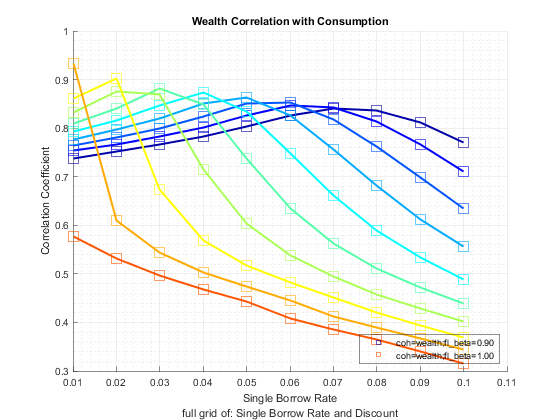 Wealth Correlation with Consumption
1
0.9
0.8
0.7
0.6
0.5
0.4
0.3
Correlation Coefficient
coh=wealth,fl_beta=0.90
coh=wealth,fl_beta=1.00
0.01 0.02 0.03 0.04 0.05 0.06 0.07 0.08 0.09 0.1 0.11
Single Borrow Rate
full grid of: Single Borrow Rate and Discount